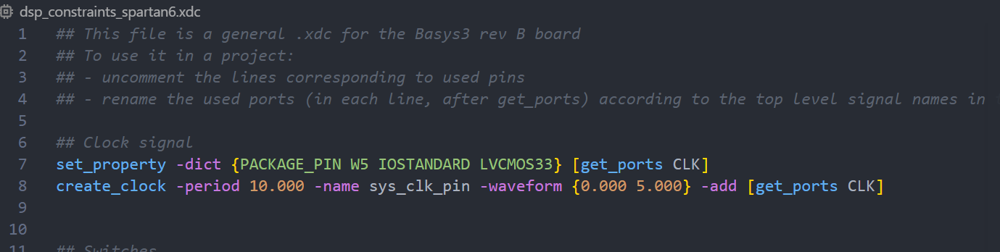 dsp_constraints_spartan6.xdc
1 ## This file is a general .xdc for the Basys3 rev B board
2 ## To use it in a project:
3 ## - uncomment the lines corresponding to used pins
4 ## - rename the used ports (in each line, after get_ports) according to the top level signal names in
5
6 ## Clock signal
7 set_property -dict {PACKAGE_PIN W5 IOSTANDARD LVCMOS33} [get_ports CLK]
8 create_clock -period 10.000 -name sys_clk_pin -waveform {0.000 5.000} -add [get_ports CLK]
9
10
11 ## Switches